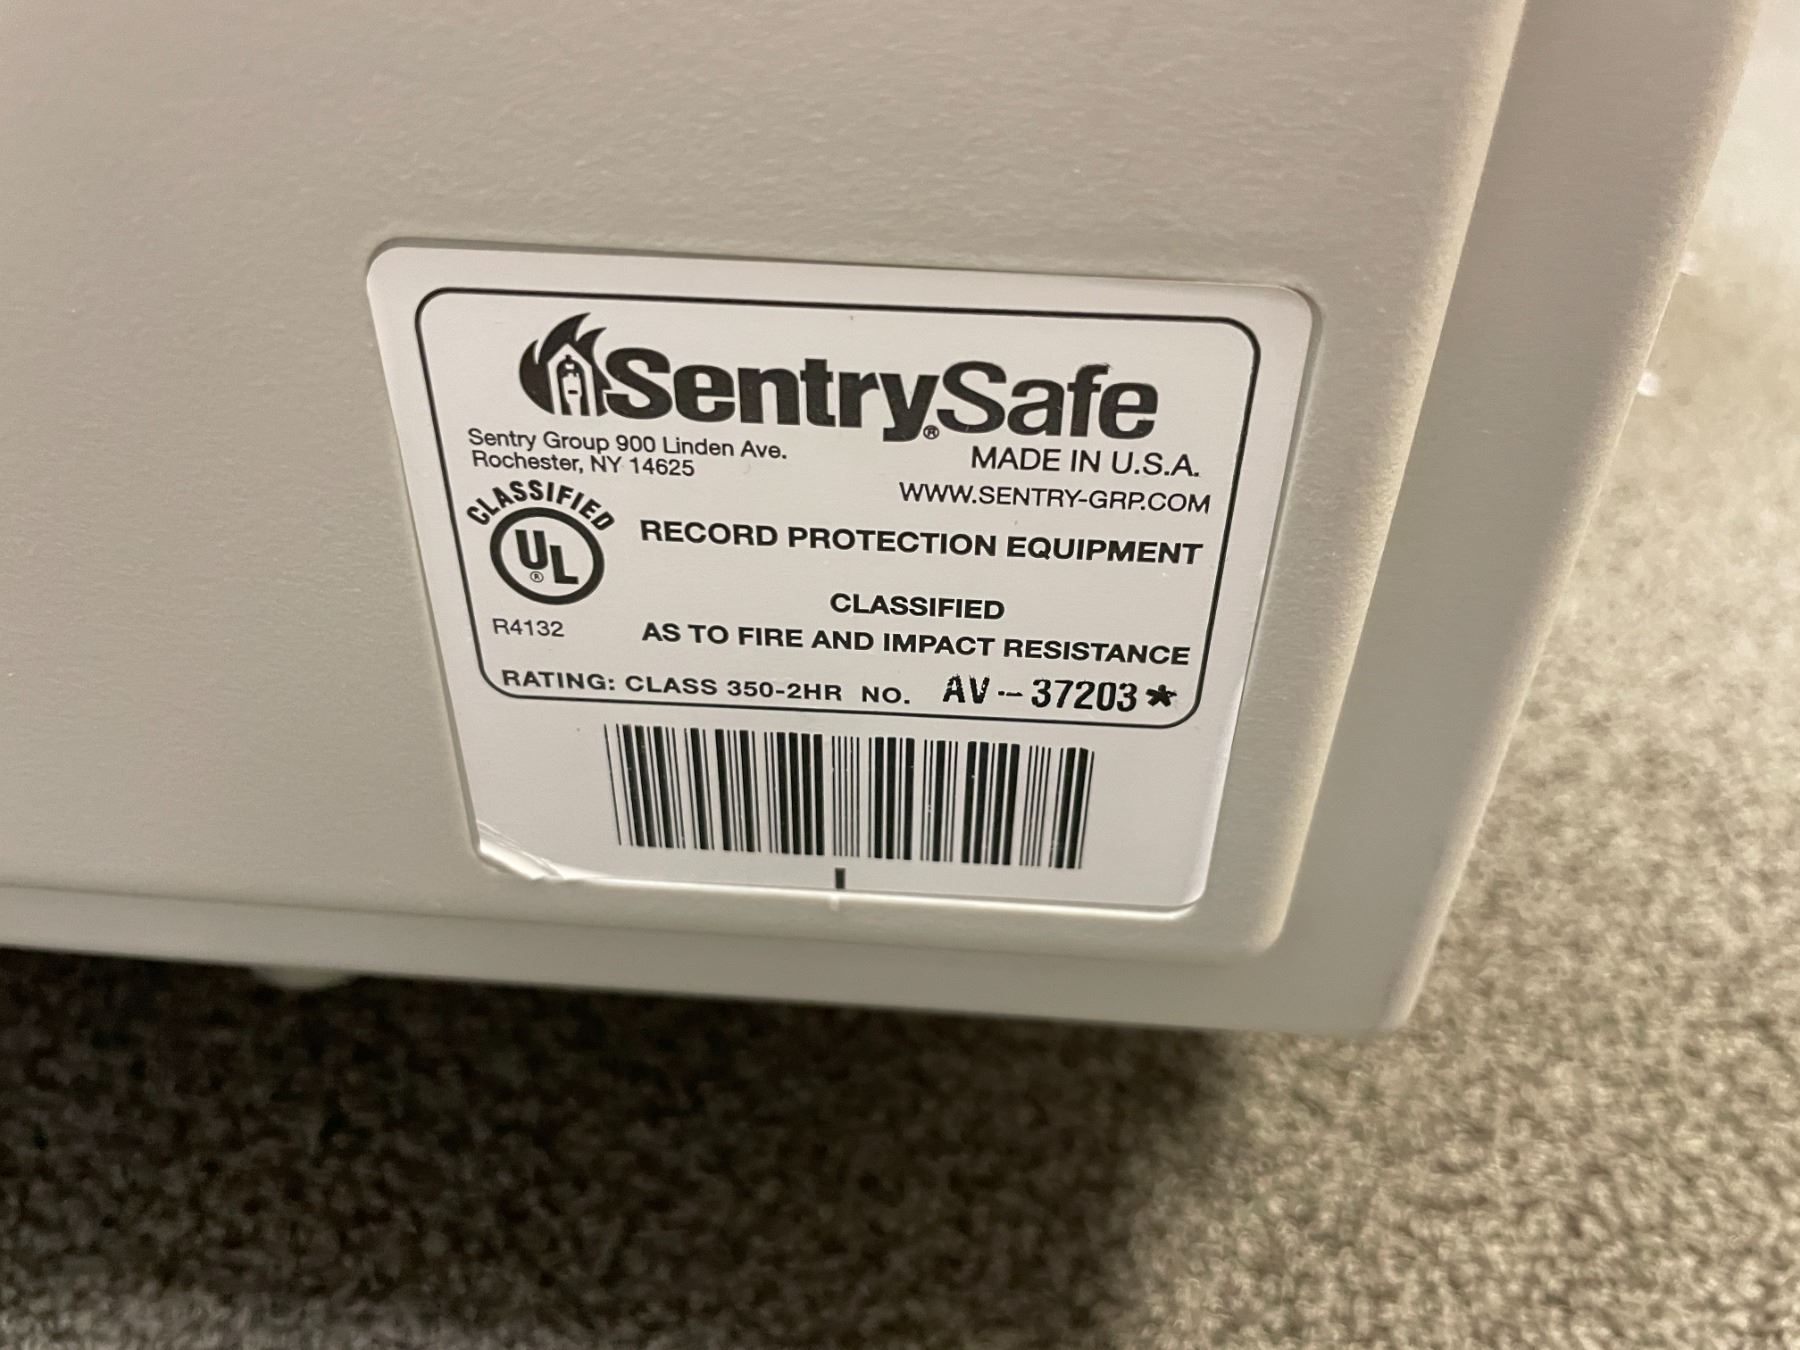 SentrySafe®
Sentry Group 900 Linden Ave.
Rochester, NY 14625
MADE IN U.S.A.
WWW.SENTRY-GRP.COM
CLASSIFIED
UL®
R4132
RECORD PROTECTION EQUIPMENT
CLASSIFIED
AS TO FIRE AND IMPACT RESISTANCE
RATING: CLASS 350-2HR NO. AV-37203*